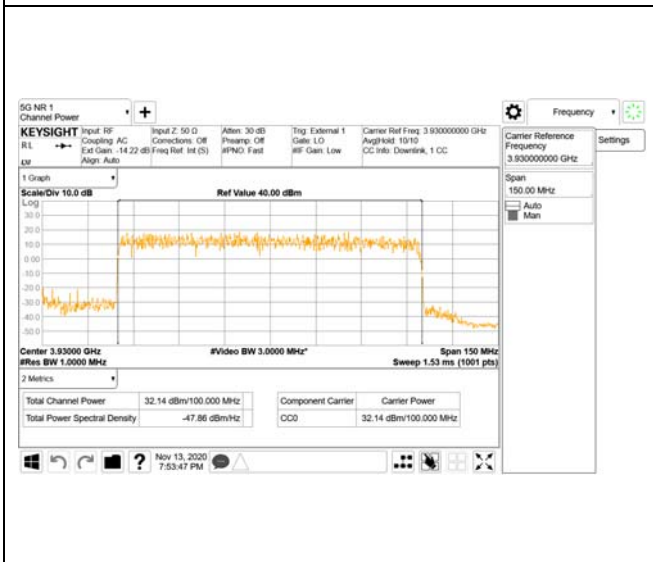 5G NR 1
Channel Power
+
Frequency
KEYSIGHT
RL
Input: RF
Coupling: AC
Ext Gain: -14.22 dB
Align: Auto
Input Z: 50 Ω
Corrections: Off
Freq Ref: Int (S)
Atten: 30 dB
Preamp: Off
#PNO: Fast
Trig: External 1
Gate: LO
#IF Gain: Low
Carrier Ref Freq: 3.930000000 GHz
Avg|Hold: 10/10
CC Info: Downlink, 1 CC
Carrier Reference
Frequency
3.930000000 GHz
Settings
Span
150.00 MHz
Auto
Man
1 Graph
Scale/Div 10.0 dB
Ref Value 40.00 dBm
Log
30.0
20.0
10.0
0.00
-10.0
-20.0
-30.0
-40.0
-50.0
Center 3.93000 GHz
#Video BW 3.0000 MHz*
Span 150 MHz
#Res BW 1.0000 MHz
Sweep 1.53 ms (1001 pts)
2 Metrics
Total Channel Power 32.14 dBm/100.000 MHz
Total Power Spectral Density -47.86 dBm/Hz
Component Carrier Carrier Power
CC0 32.14 dBm/100.000 MHz
?
Nov 13, 2020
7:53:47 PM